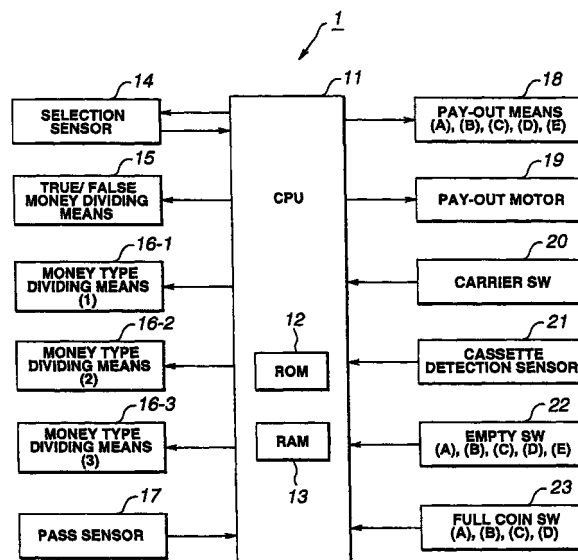 1
11
14
SELECTION
SENSOR
15
TRUE/ FALSE
MONEY DIVIDING
MEANS
16-1
MONEY TYPE
DIVIDING MEANS
(1)
16-2
MONEY TYPE
DIVIDING MEANS
(2)
16-3
MONEY TYPE
DIVIDING MEANS
(3)
17
PASS SENSOR
CPU
12
ROM
RAM
13
18
PAY-OUT MEANS
(A), (B), (C), (D), (E)
19
PAY-OUT MOTOR
20
CARRIER SW
21
CASSETTE
DETECTION SENSOR
22
EMPTY SW
(A), (B), (C), (D), (E)
23
FULL COIN SW
(A), (B), (C), (D)